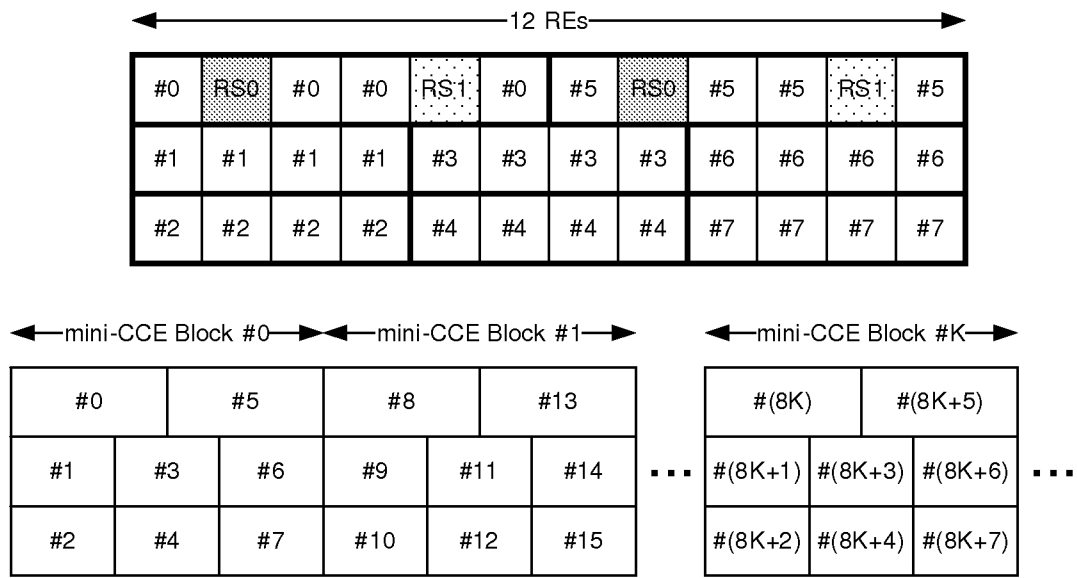 12 REs
#0 RS0 #0 #0 RS1 #0 #5 RS0 #5 #5 RS1 #5
#1 #1 #1 #1 #3 #3 #3 #3 #6 #6 #6 #6
#2 #2 #2 #2 #4 #4 #4 #4 #7 #7 #7 #7
mini-CCE Block #0 mini-CCE Block #1 mini-CCE Block #K
#0 #5 #8 #13 #(8K) #(8K+5)
#1 #3 #6 #9 #11 #14 ... #(8K+1) #(8K+3) #(8K+6) ...
#2 #4 #7 #10 #12 #15 #(8K+2) #(8K+4) #(8K+7)